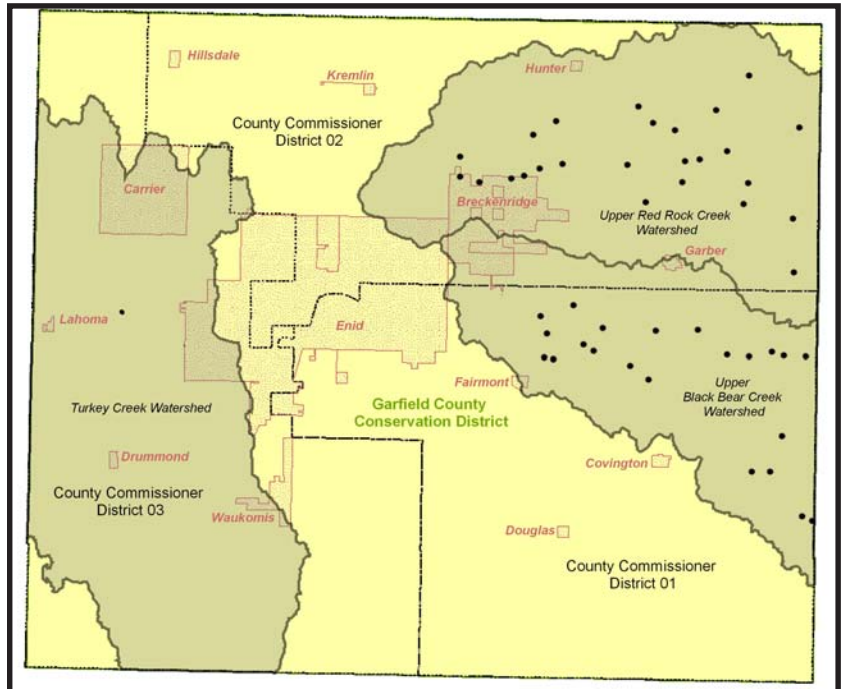 Hillsdale
Kremlin
Hunter
County Commissioner
District 02
Carrier
Breckenridge
Upper Red Rock Creek
Watershed
Garber
Lahoma
Enid
Fairmont
Upper
Black Bear Creek
Watershed
Turkey Creek Watershed
Garfield County
Conservation District
Drummond
Covington
County Commissioner
District 03
Waukomis
Douglas
County Commissioner
District 01